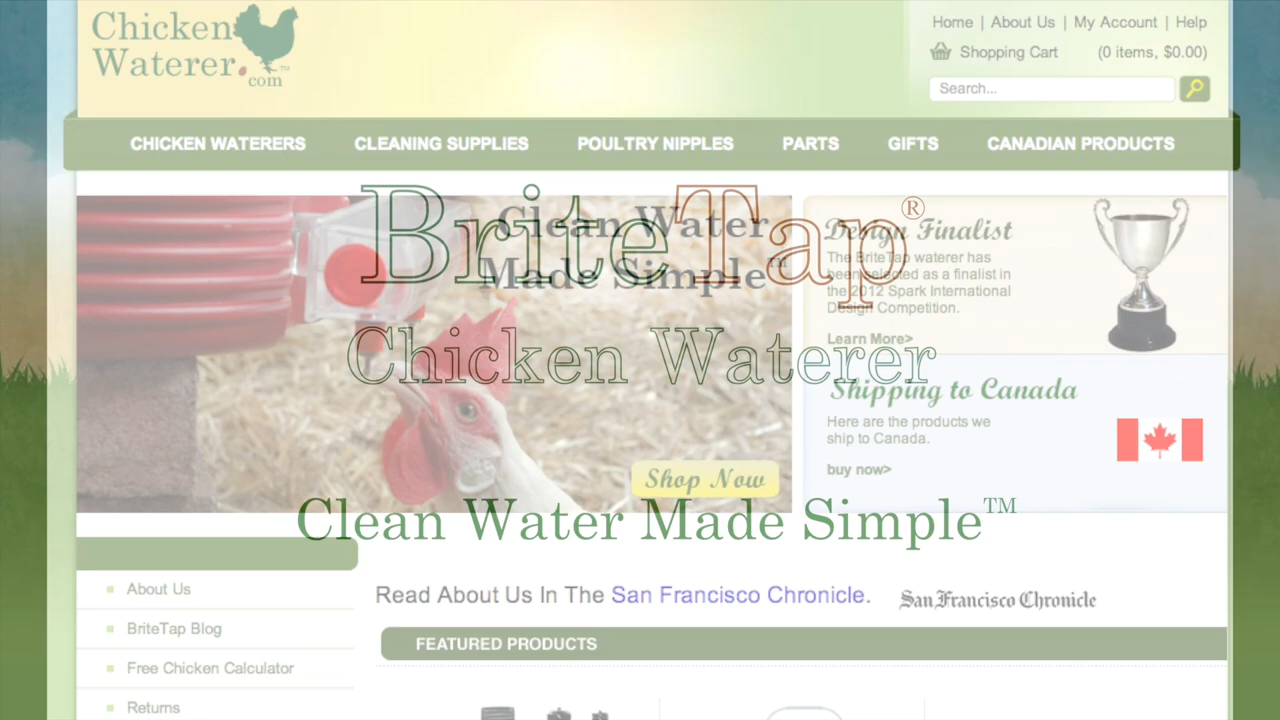 Chicken
Waterer.com™
Home | About Us | My Account | Help
Shopping Cart (0 items, $0.00)
Search...
CHICKEN WATERERS CLEANING SUPPLIES POULTRY NIPPLES PARTS GIFTS CANADIAN PRODUCTS
BriteTap®
Chicken Waterer
Clean Water Made Simple™
Clean Water
Made Simple™
Shop Now
Design Finalist
The BriteTap waterer has
been selected as a finalist in
the 2012 Spark International
Design Competition.
Learn More>
Shipping to Canada
Here are the products we
ship to Canada.
buy now>
About Us
BriteTap Blog
Free Chicken Calculator
Returns
Read About Us In The San Francisco Chronicle.
San Francisco Chronicle
FEATURED PRODUCTS